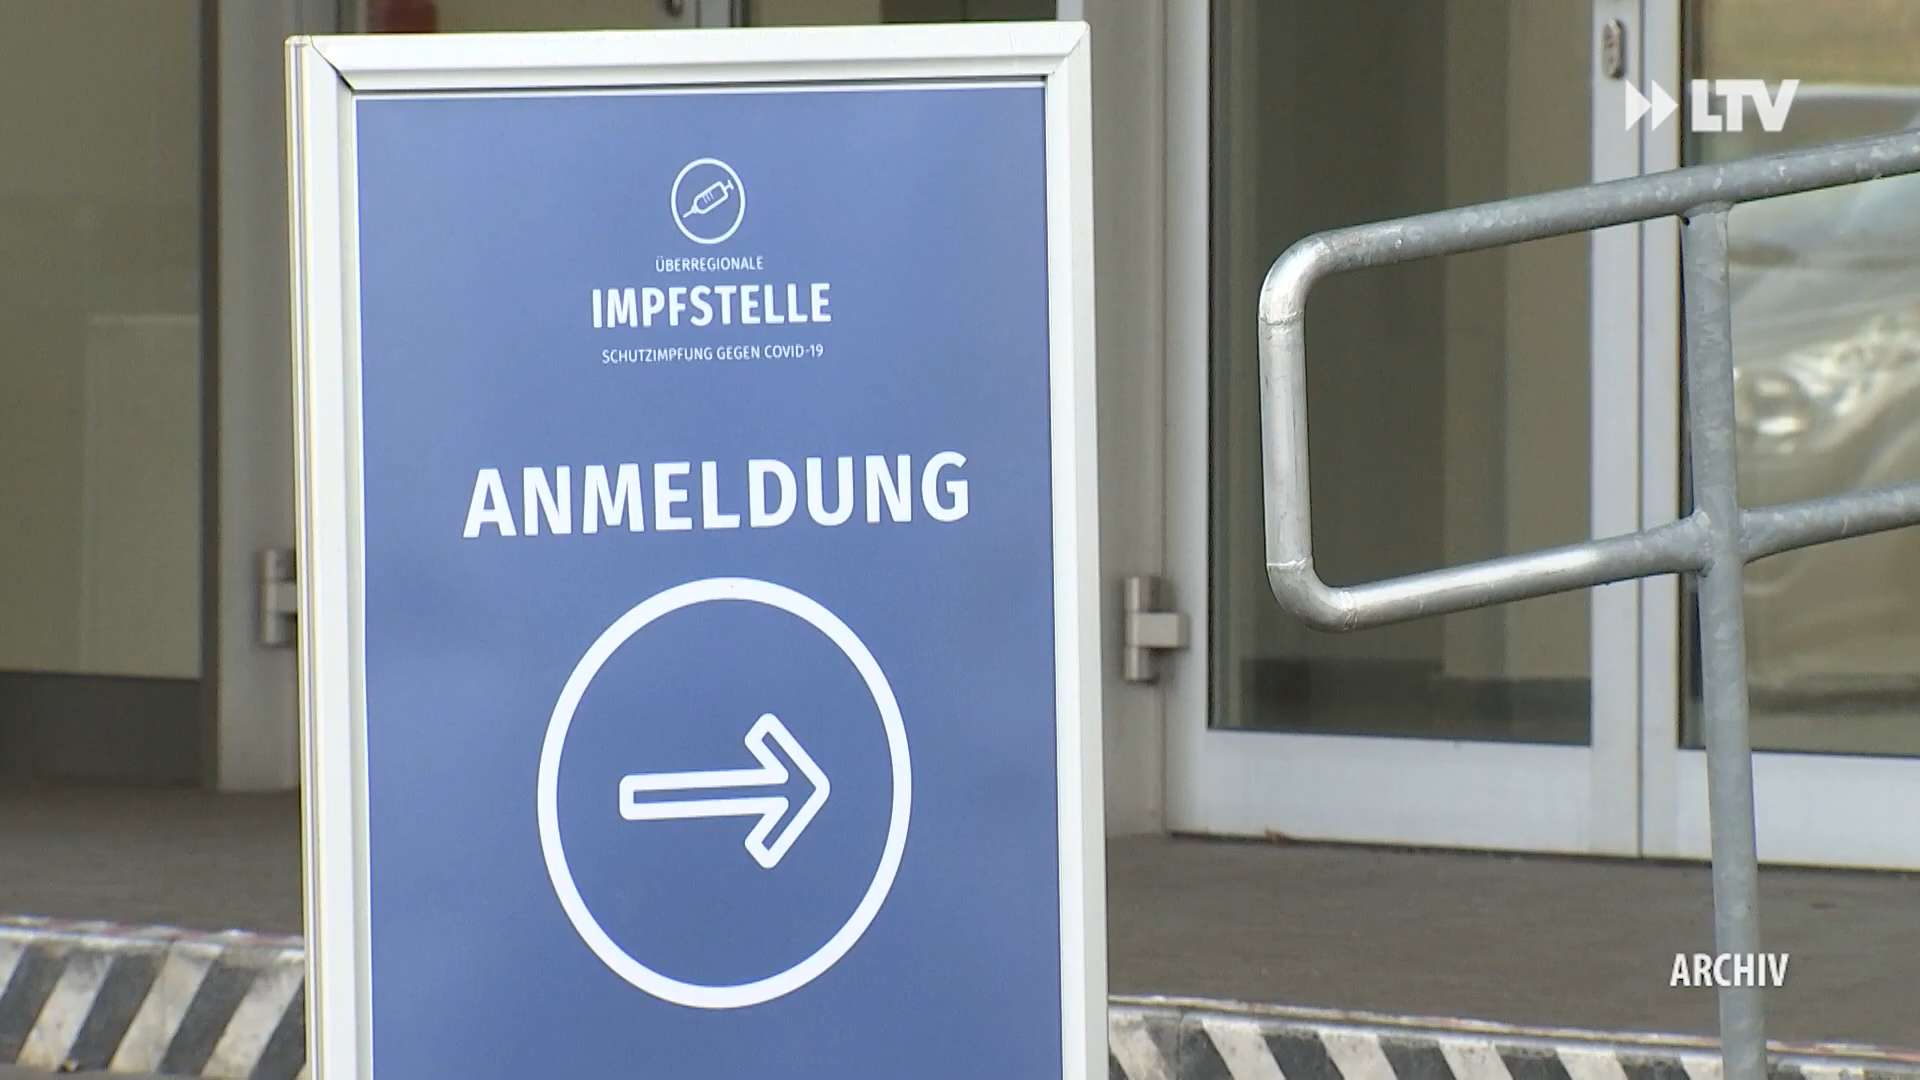 LTV
ÜBERREGIONALE
IMPFSTELLE
SCHUTZIMPFUNG GEGEN COVID-19
ANMELDUNG
ARCHIV